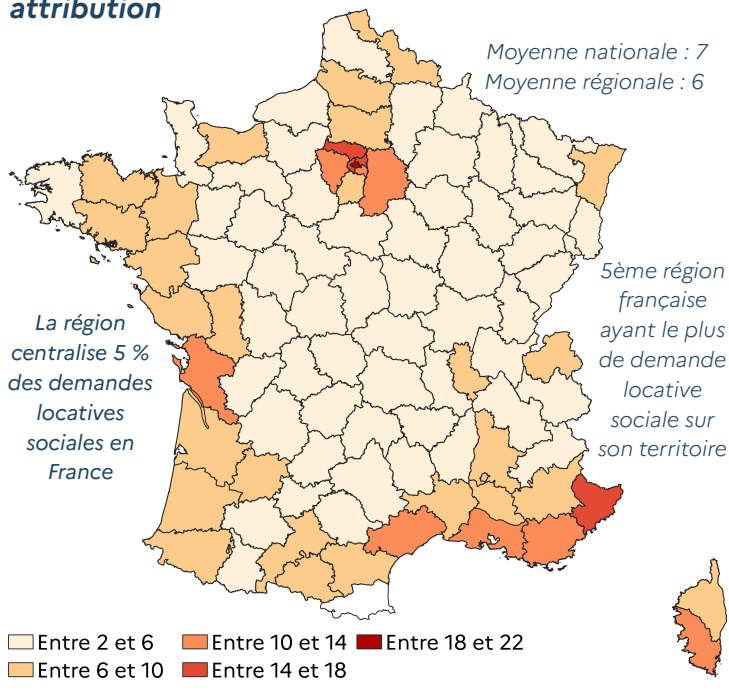 attribution
Moyenne nationale : 7
Moyenne régionale : 6
La région
centralise 5 %
des demandes
locatives
sociales en
France
5ème région
française
ayant le plus
de demande
locative
sociale sur
son territoire
Entre 2 et 6
Entre 10 et 14
Entre 18 et 22
Entre 6 et 10
Entre 14 et 18